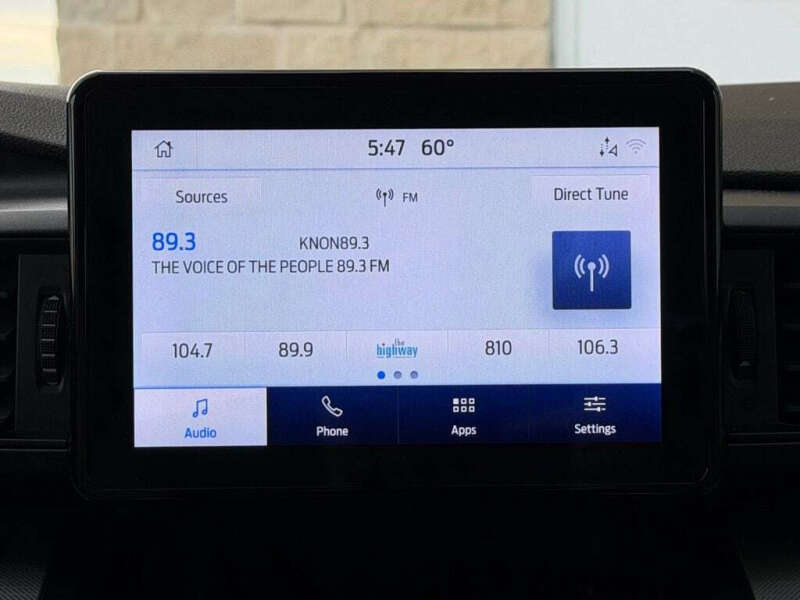 5:47 60°
Sources FM Direct Tune
89.3 KNON89.3
THE VOICE OF THE PEOPLE 89.3 FM
104.7 89.9 the highway 810 106.3
Audio Phone Apps Settings